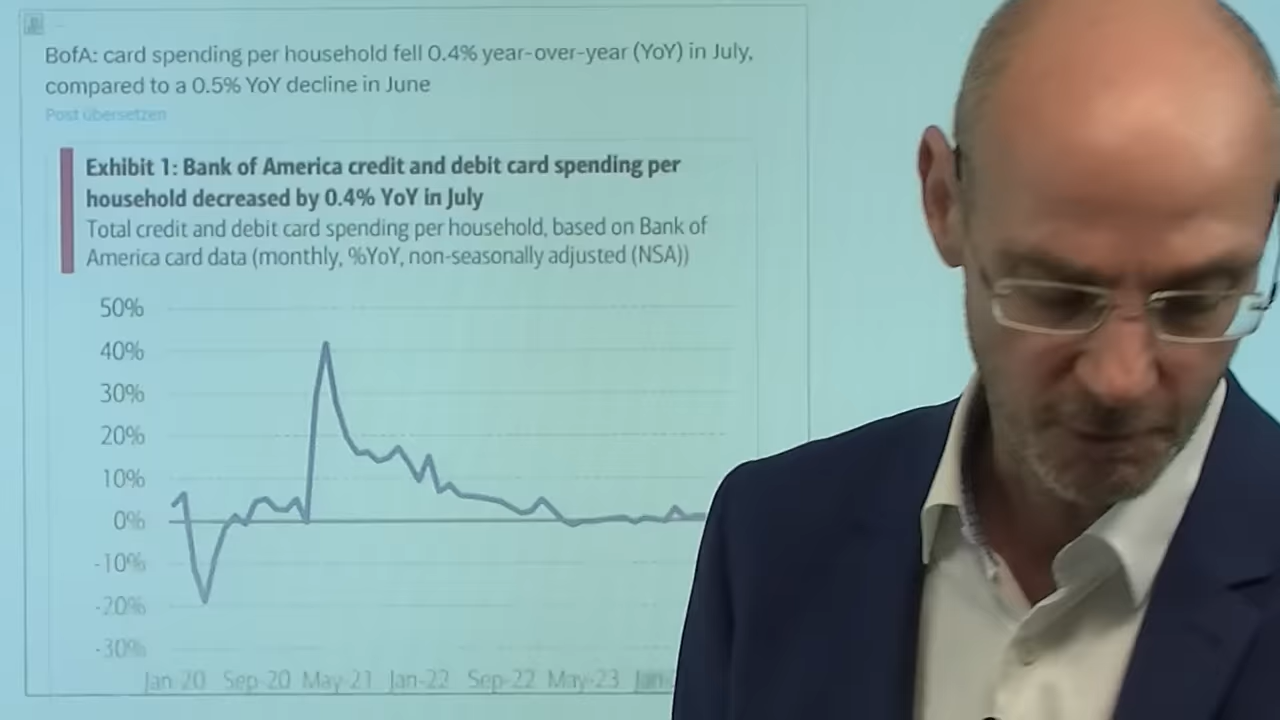 BofA: card spending per household fell 0.4% year-over-year (YoY) in July,
compared to a 0.5% YoY decline in June
Post übersetzen
Exhibit 1: Bank of America credit and debit card spending per
household decreased by 0.4% YoY in July
Total credit and debit card spending per household, based on Bank of
America card data (monthly, %YoY, non-seasonally adjusted (NSA))
50%
40%
30%
20%
10%
0%
-10%
-20%
-30%
Jan-20 Sep-20 May-21 Jan-22 Sep-22 May-23 Jan-